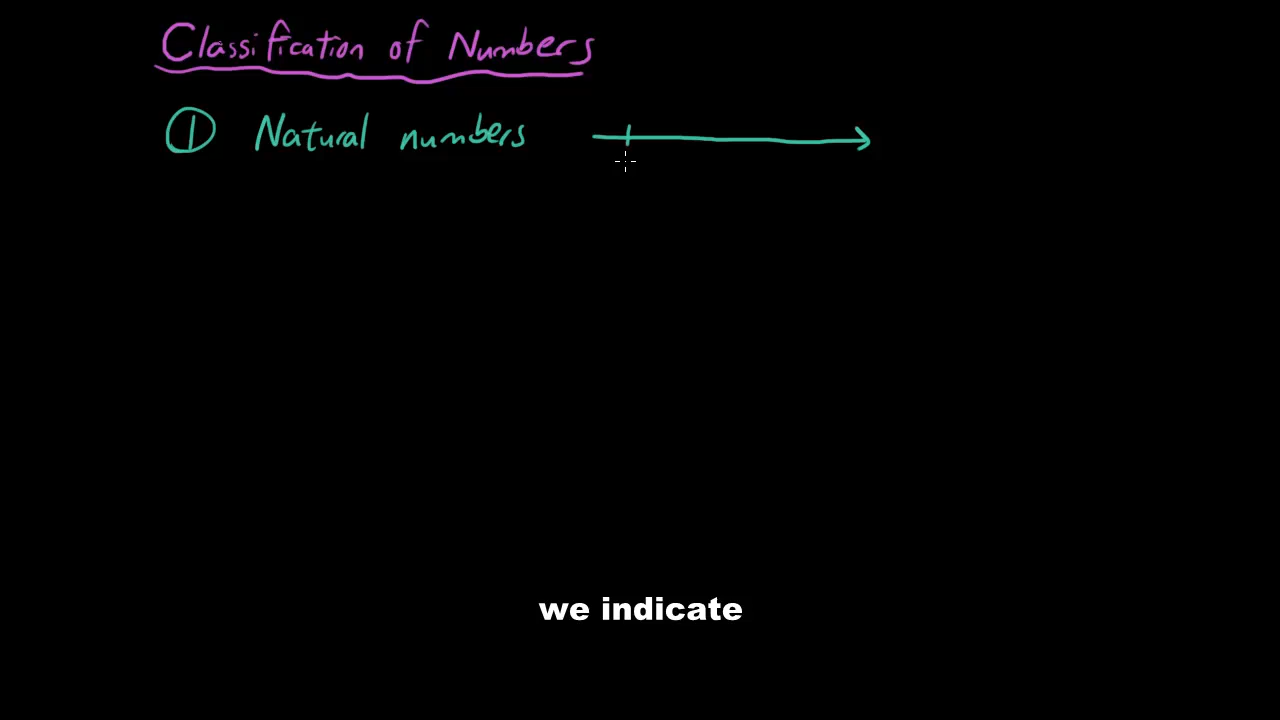 Classification of Numbers
① Natural numbers
we indicate